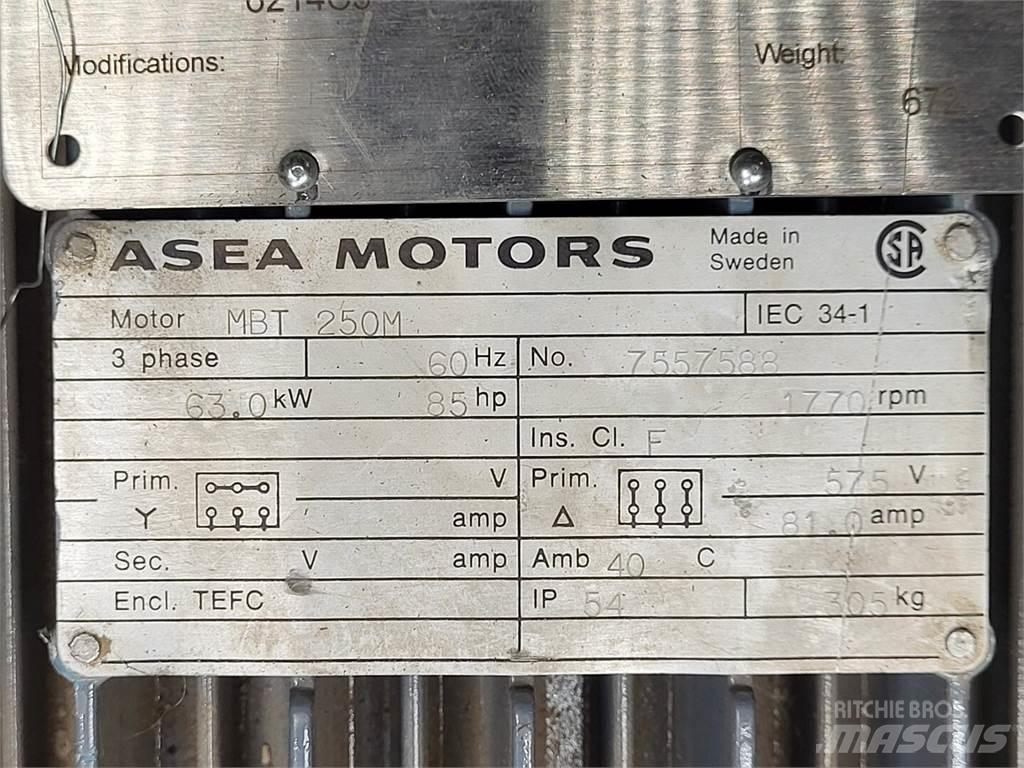 Modifications: Weight:
672
ASEA MOTORS Made in Sweden CSA
Motor MBT 250M IEC 34-1
3 phase 60 Hz No. 7557588
63.0 kW 85 hp 1770 rpm
Ins. Cl. F
Prim. V Prim. 575 V
Y amp Δ 81.0 amp
Sec. V amp Amb 40 C
Encl. TEFC IP 54 305 kg
RITCHIE BROS
MASCUS